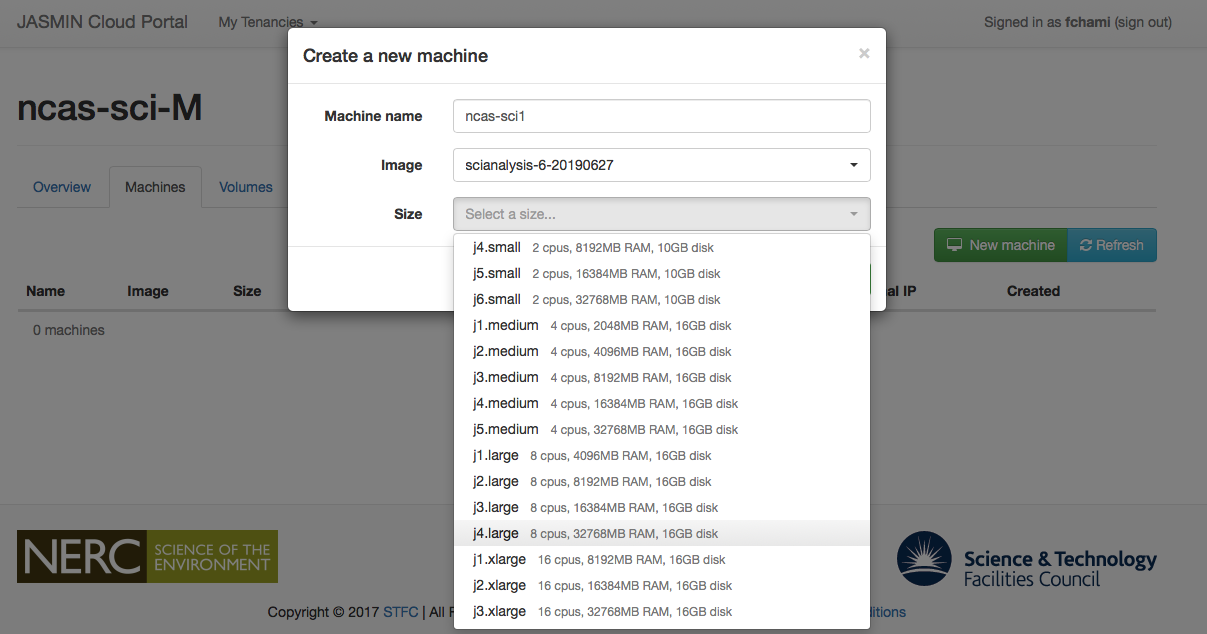 JASMIN Cloud Portal My Tenancies Signed in as fchami (sign out)
Create a new machine ×
ncas-sci-M
Machine name ncas-sci1
Image scianalysis-6-20190627
Overview Machines Volumes
Size Select a size...
New machine Refresh
j4.small 2 cpus, 8192MB RAM, 10GB disk
j5.small 2 cpus, 16384MB RAM, 10GB disk
Name Image Size al IP Created
j6.small 2 cpus, 32768MB RAM, 10GB disk
0 machines
j1.medium 4 cpus, 2048MB RAM, 16GB disk
j2.medium 4 cpus, 4096MB RAM, 16GB disk
j3.medium 4 cpus, 8192MB RAM, 16GB disk
j4.medium 4 cpus, 16384MB RAM, 16GB disk
j5.medium 4 cpus, 32768MB RAM, 16GB disk
j1.large 8 cpus, 4096MB RAM, 16GB disk
j2.large 8 cpus, 8192MB RAM, 16GB disk
j3.large 8 cpus, 16384MB RAM, 16GB disk
j4.large 8 cpus, 32768MB RAM, 16GB disk
j1.xlarge 16 cpus, 8192MB RAM, 16GB disk
j2.xlarge 16 cpus, 16384MB RAM, 16GB disk
j3.xlarge 16 cpus, 32768MB RAM, 16GB disk
NERC SCIENCE OF THE
ENVIRONMENT
Science & Technology
Facilities Council
Copyright © 2017 STFC | All ditions